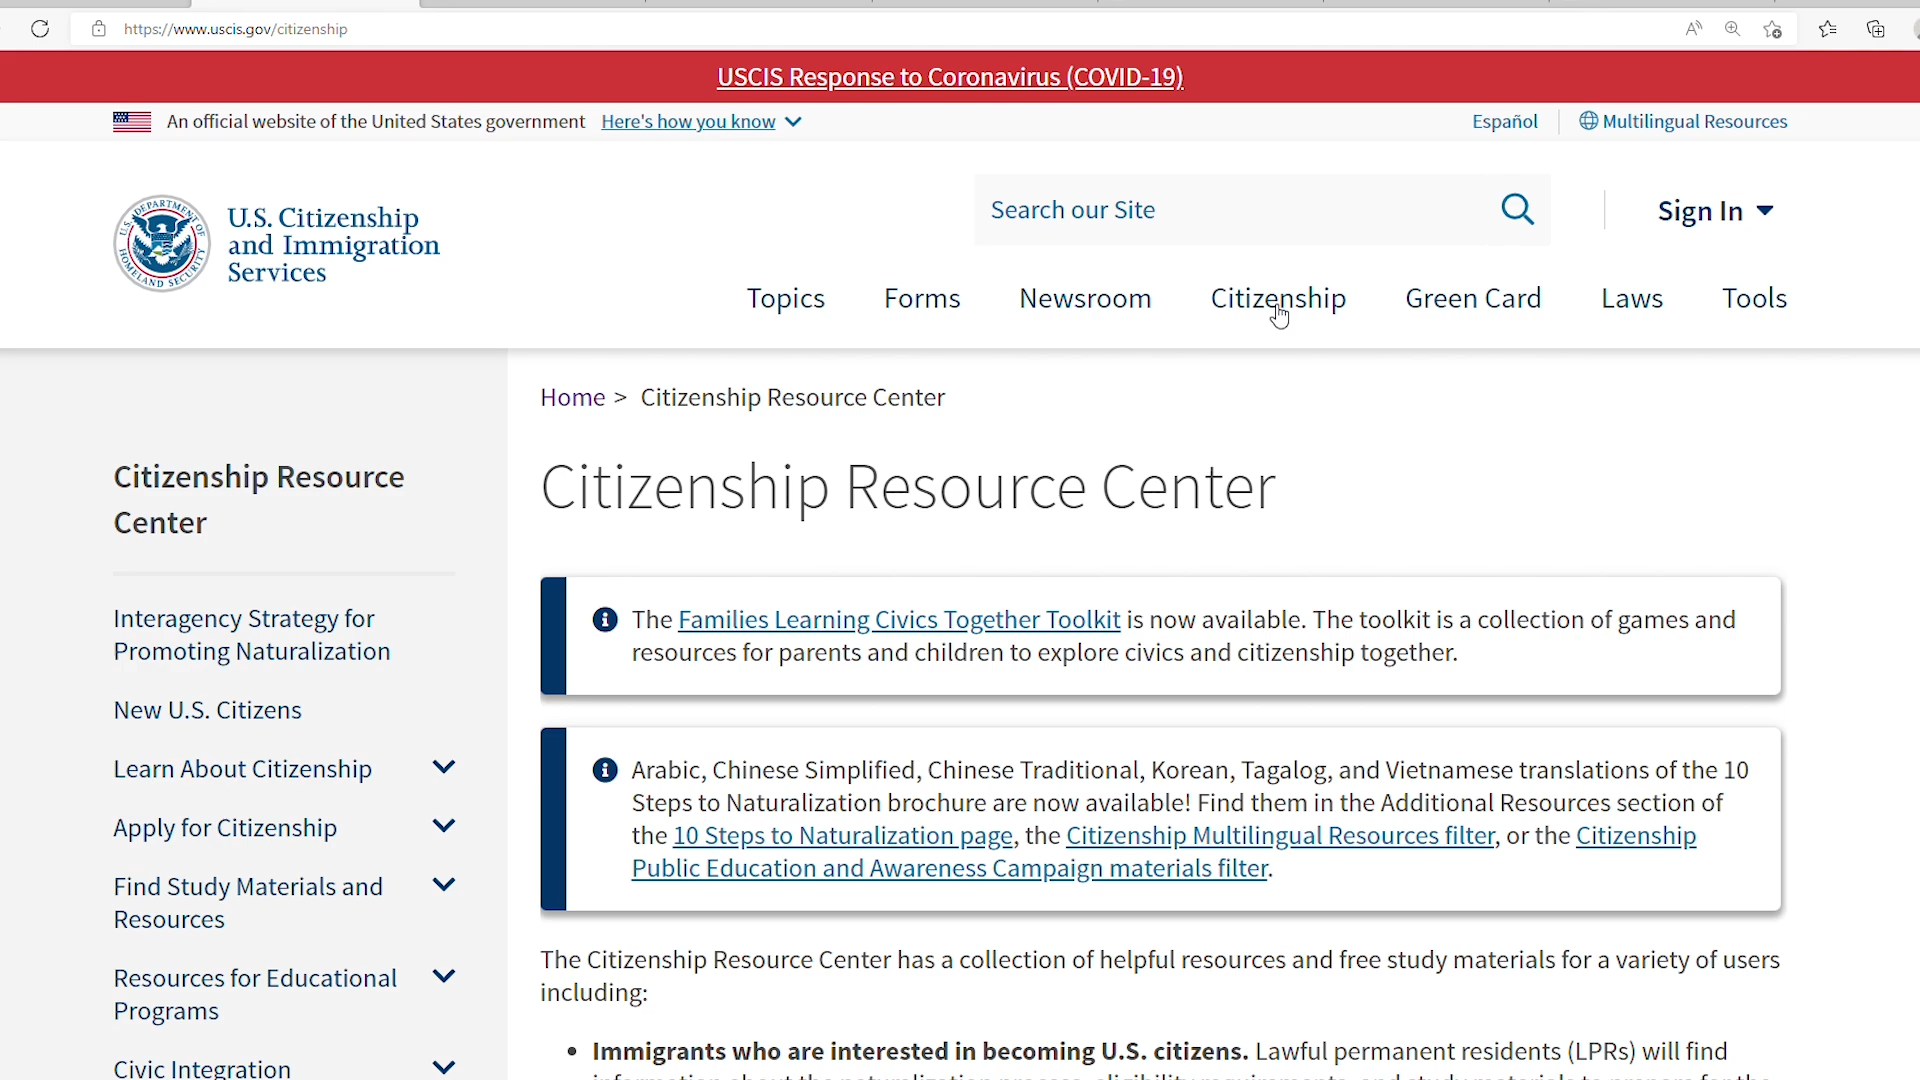 https://www.uscis.gov/citizenship
USCIS Response to Coronavirus (COVID-19)
An official website of the United States government Here's how you know
Español Multilingual Resources
U.S. DEPARTMENT OF HOMELAND SECURITY
U.S. Citizenship
and Immigration
Services
Search our Site
Sign In
Topics Forms Newsroom Citizenship Green Card Laws Tools
Home > Citizenship Resource Center
Citizenship Resource
Center
Interagency Strategy for
Promoting Naturalization
New U.S. Citizens
Learn About Citizenship
Apply for Citizenship
Find Study Materials and
Resources
Resources for Educational
Programs
Civic Integration
Citizenship Resource Center
The Families Learning Civics Together Toolkit is now available. The toolkit is a collection of games and
resources for parents and children to explore civics and citizenship together.
Arabic, Chinese Simplified, Chinese Traditional, Korean, Tagalog, and Vietnamese translations of the 10
Steps to Naturalization brochure are now available! Find them in the Additional Resources section of
the 10 Steps to Naturalization page, the Citizenship Multilingual Resources filter, or the Citizenship
Public Education and Awareness Campaign materials filter.
The Citizenship Resource Center has a collection of helpful resources and free study materials for a variety of users
including:
• Immigrants who are interested in becoming U.S. citizens. Lawful permanent residents (LPRs) will find